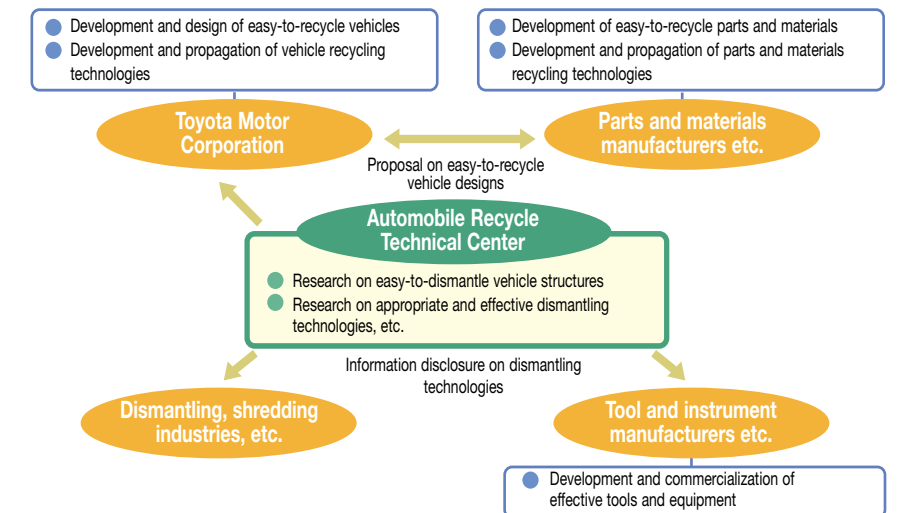 Development and design of easy-to-recycle vehicles
Development and propagation of vehicle recycling
technologies
Development of easy-to-recycle parts and materials
Development and propagation of parts and materials
recycling technologies
Toyota Motor
Corporation
Parts and materials
manufacturers etc.
Proposal on easy-to-recycle
vehicle designs
Automobile Recycle
Technical Center
Research on easy-to-dismantle vehicle structures
Research on appropriate and effective dismantling
technologies, etc.
Information disclosure on dismantling
technologies
Dismantling, shredding
industries, etc.
Tool and instrument
manufacturers etc.
Development and commercialization of
effective tools and equipment